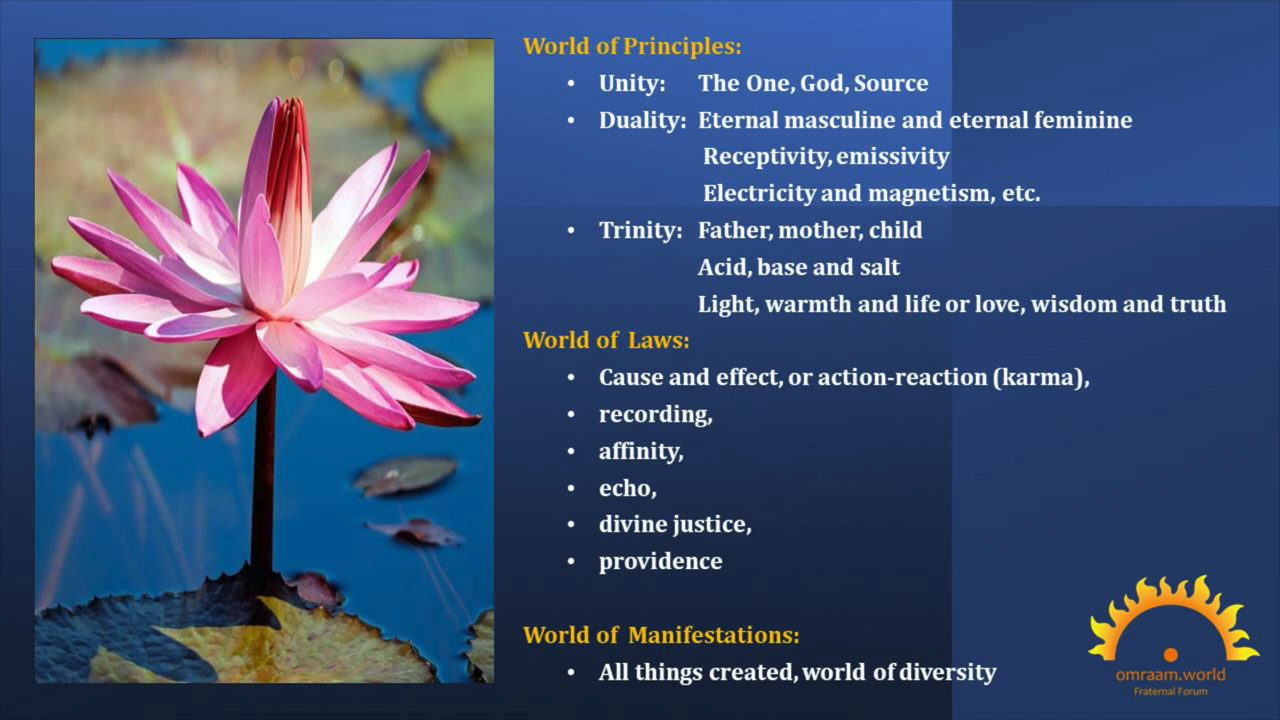 World of Principles:
• Unity: The One, God, Source
• Duality: Eternal masculine and eternal feminine
Receptivity, emissivity
Electricity and magnetism, etc.
• Trinity: Father, mother, child
Acid, base and salt
Light, warmth and life or love, wisdom and truth
World of Laws:
• Cause and effect, or action-reaction (karma),
• recording,
• affinity,
• echo,
• divine justice,
• providence
World of Manifestations:
• All things created, world of diversity
omraam.world
Fraternal Forum